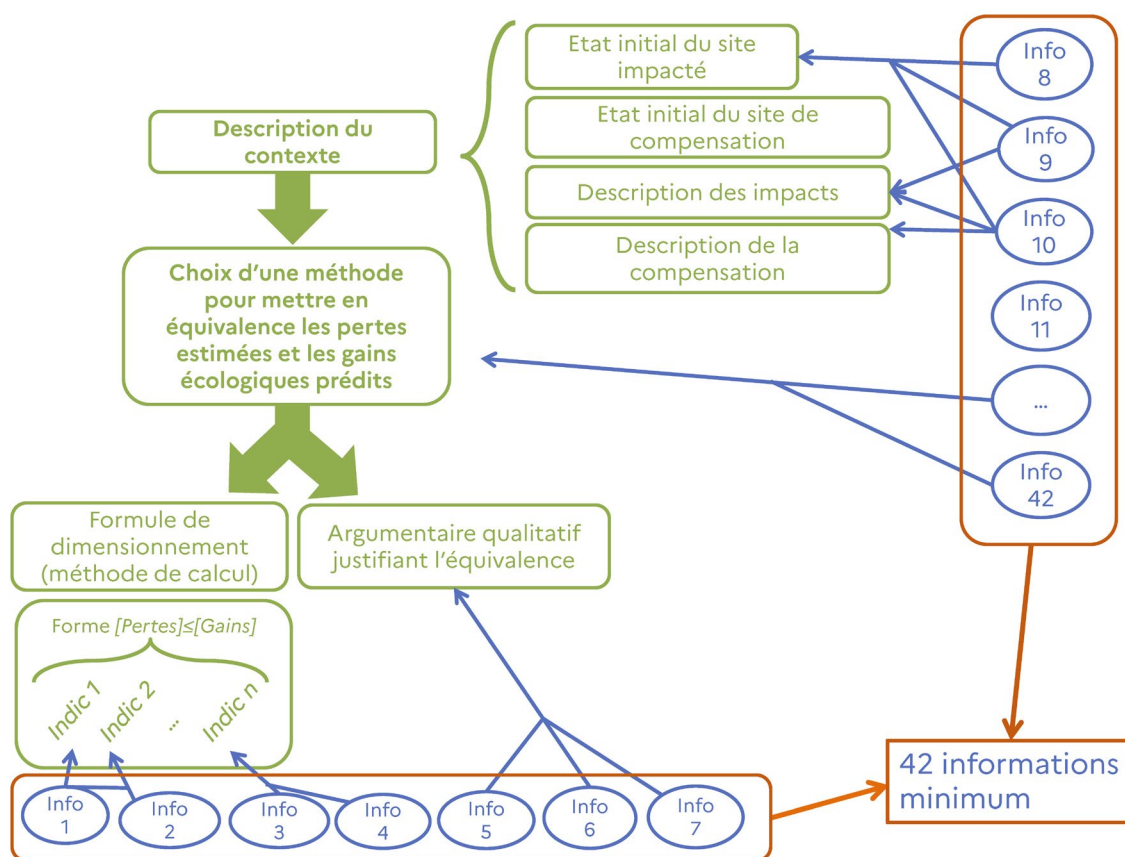 Description du
contexte
Etat initial du site
impacté
Etat initial du site de
compensation
Description des impacts
Description de la
compensation
Info
8
Info
9
Info
10
Info
11
...
Info
42
Choix d’une méthode
pour mettre en
équivalence les pertes
estimées et les gains
écologiques prédits
Formule de
dimensionnement
(méthode de calcul)
Argumentaire qualitatif
justifiant l’équivalence
Forme [Pertes]≤[Gains]
Indic 1
Indic 2
...
Indic n
Info
1
Info
2
Info
3
Info
4
Info
5
Info
6
Info
7
42 informations
minimum